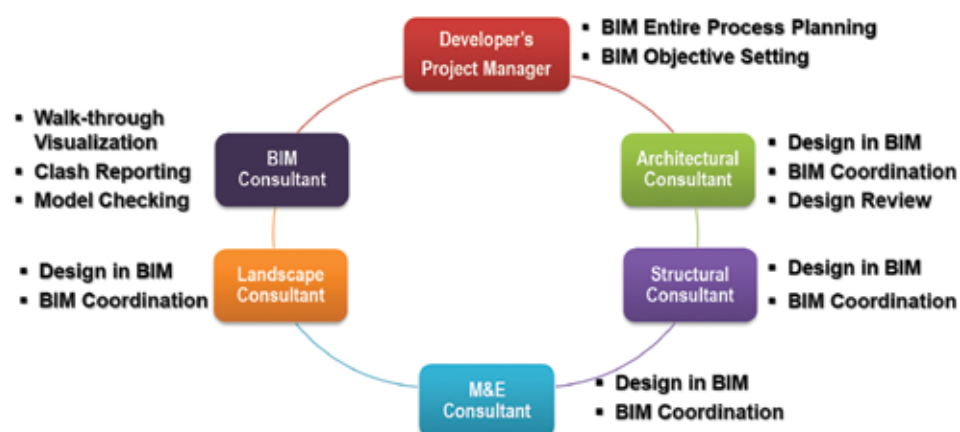 Developer's
Project Manager
▪ BIM Entire Process Planning
▪ BIM Objective Setting
▪ Walk-through
Visualization
▪ Clash Reporting
▪ Model Checking
BIM
Consultant
Architectural
Consultant
▪ Design in BIM
▪ BIM Coordination
▪ Design Review
▪ Design in BIM
▪ BIM Coordination
Landscape
Consultant
Structural
Consultant
▪ Design in BIM
▪ BIM Coordination
M&E
Consultant
▪ Design in BIM
▪ BIM Coordination